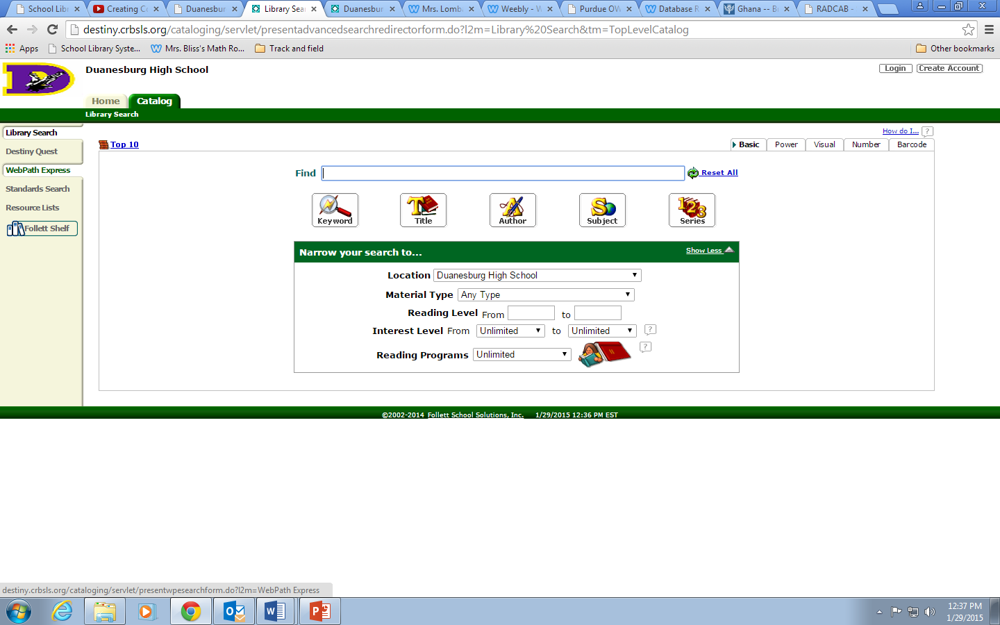 School Libr
Creating Ce
Duanesbur
Library Sear
Duanesbur
Mrs. Lomba
Weebly - W
Purdue OW
Database R
Ghana -- Br
RADCAB -
destiny.crbsls.org/cataloging/servlet/presentadvancedsearchredirectorform.do?l2m=Library%20Search&tm=TopLevelCatalog
Apps
School Library Syste...
Mrs. Bliss's Math Ro...
Track and field
Other bookmarks
Duanesburg High School
Login
Create Account
Home
Catalog
Library Search
Library Search
Destiny Quest
WebPath Express
Standards Search
Resource Lists
Follett Shelf
How do I...
?
Top 10
Basic
Power
Visual
Number
Barcode
Find
Reset All
Keyword
Title
Author
Subject
Series
Narrow your search to...
Show Less
Location Duanesburg High School
Material Type Any Type
Reading Level From to
Interest Level From Unlimited to Unlimited ?
Reading Programs Unlimited ?
©2002-2014 Follett School Solutions, Inc. 1/29/2015 12:36 PM EST
destiny.crbsls.org/cataloging/servlet/presentwpesearchform.do?l2m=WebPath Express
12:37 PM
1/29/2015